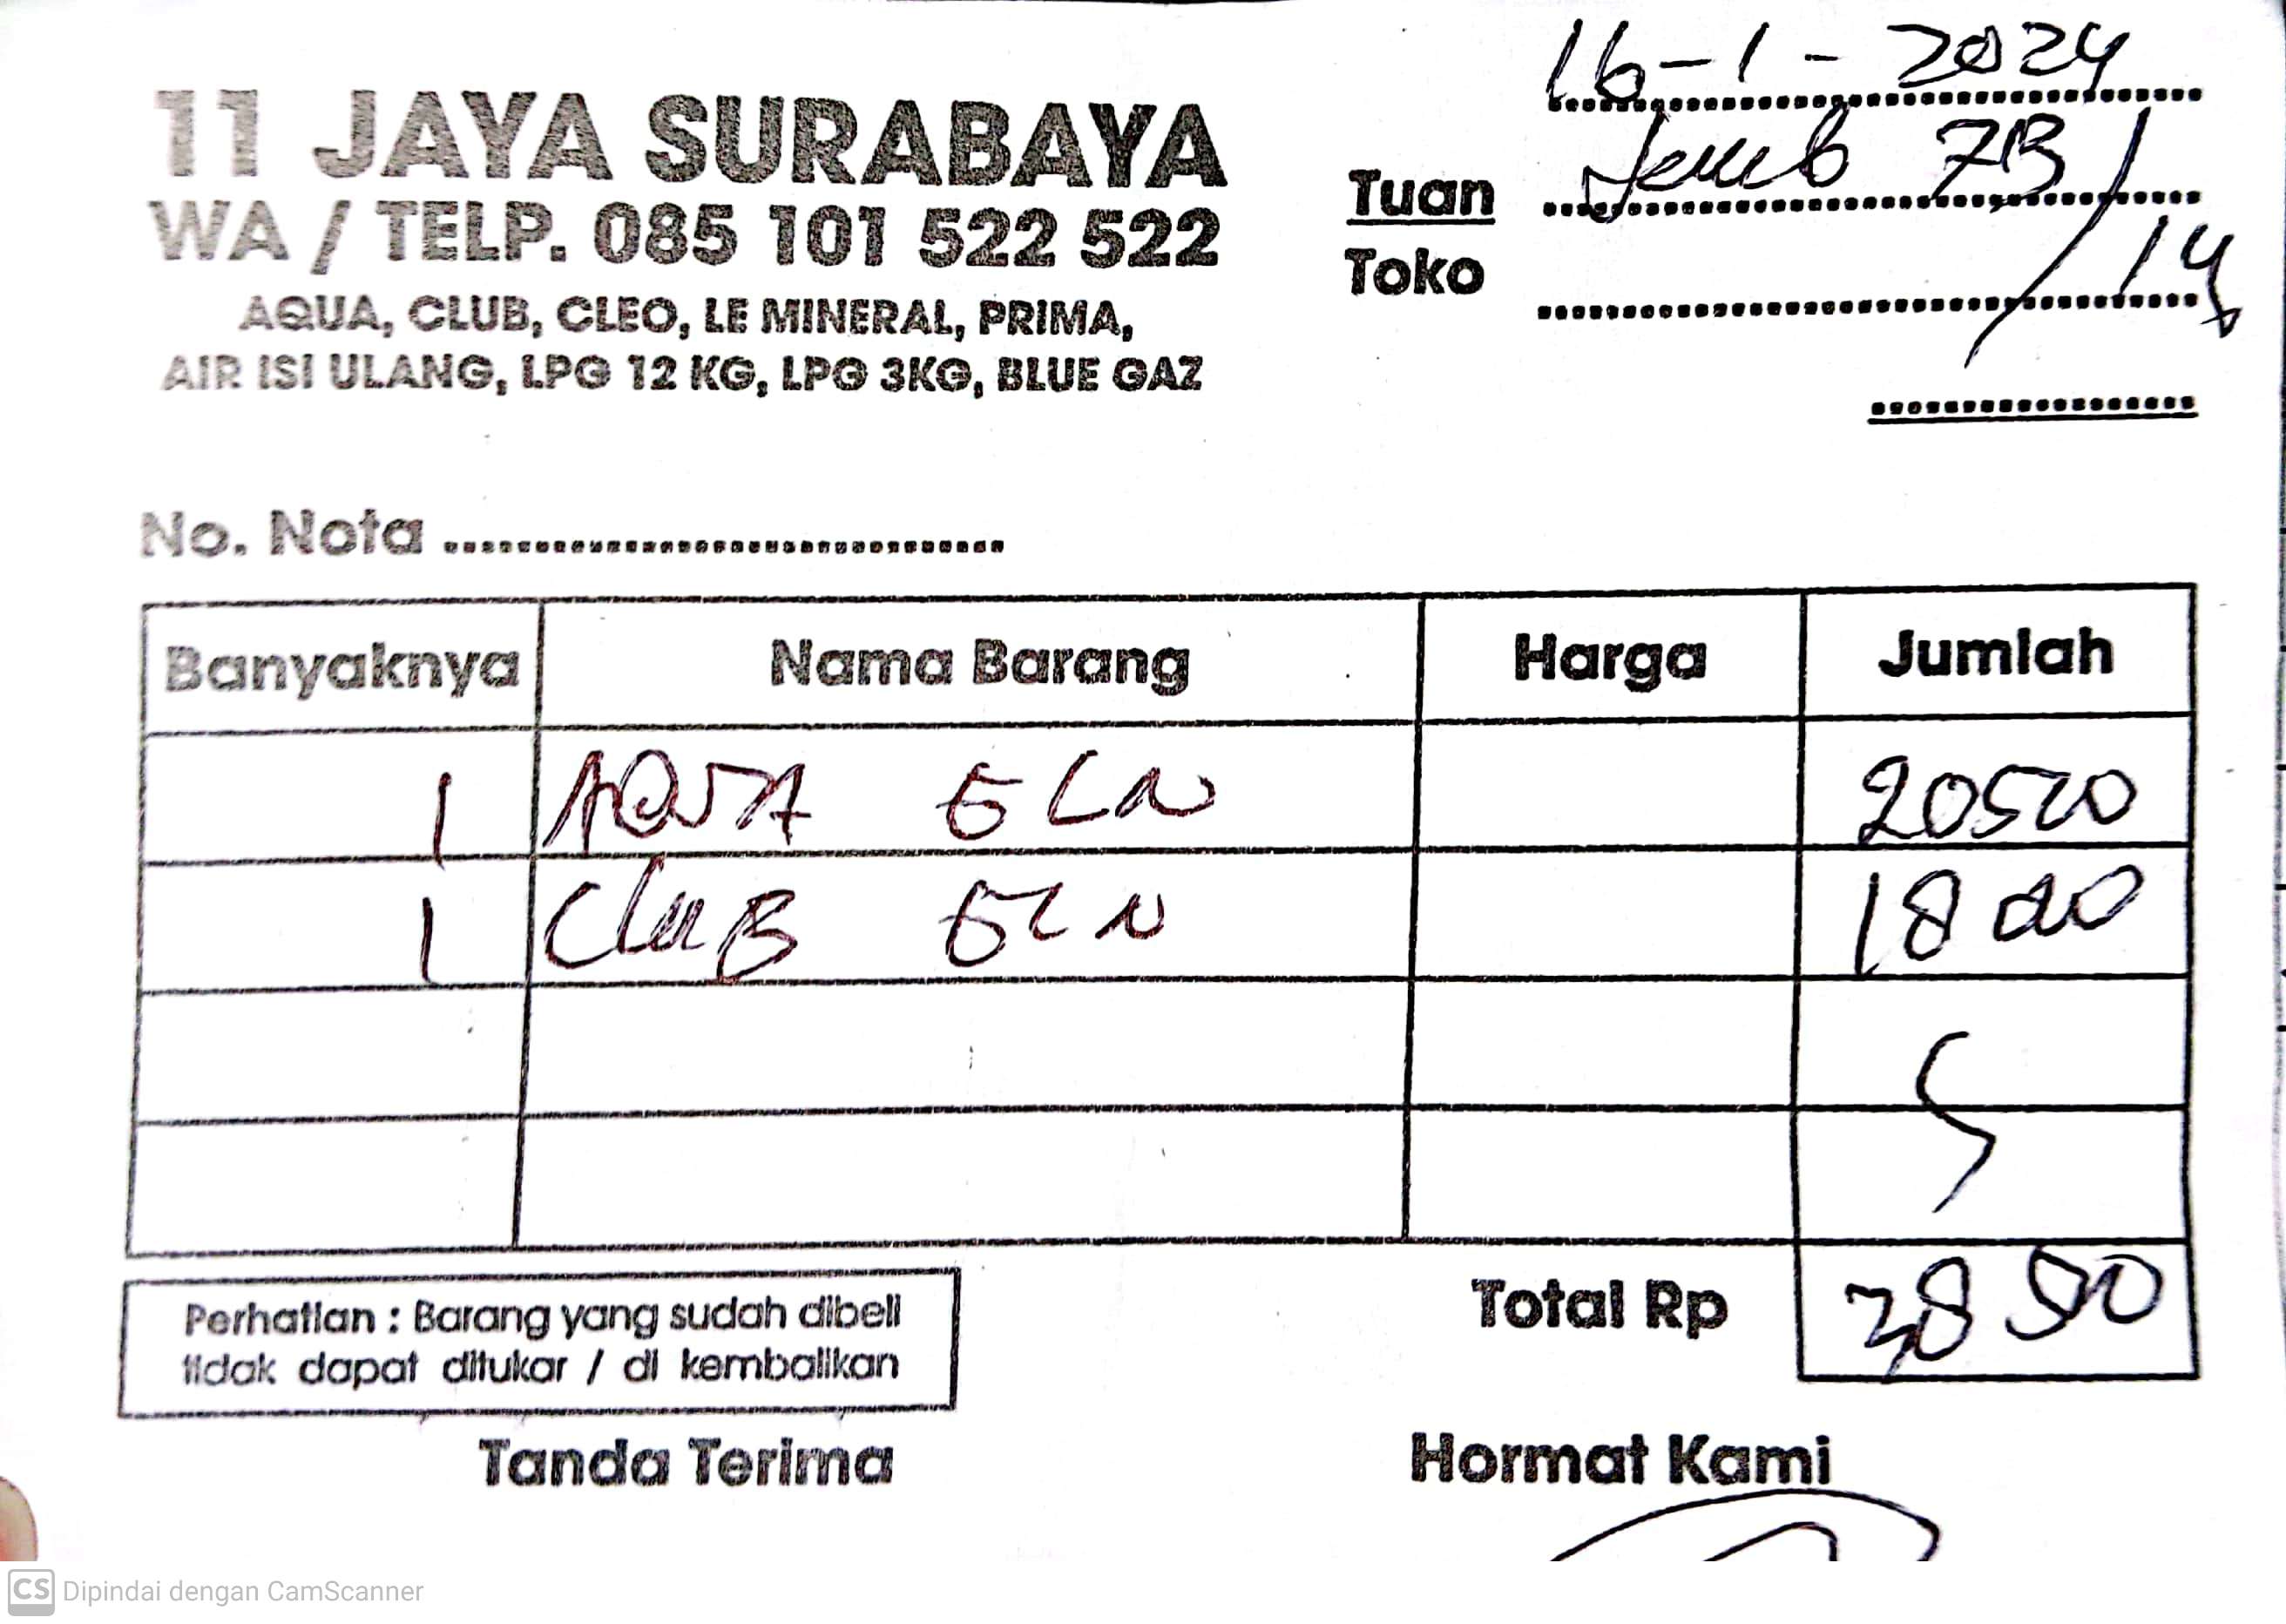 16-1-2024
11 JAYA SURABAYA
WA / TELP. 085 101 522 522
AQUA, CLUB, CLEO, LE MINERAL, PRIMA,
AIR ISI ULANG, LPG 12 KG, LPG 3KG, BLUE GAZ
Tuan 7B /
Toko 14
No. Nota
Banyaknya Nama Barang Harga Jumlah
1 AQUA GLN 20500
1 CluB GLN 18000
Total Rp 38500
Perhatian : Barang yang sudah dibeli
tidak dapat ditukar / di kembalikan
Tanda Terima Hormat Kami
CS Dipindai dengan CamScanner